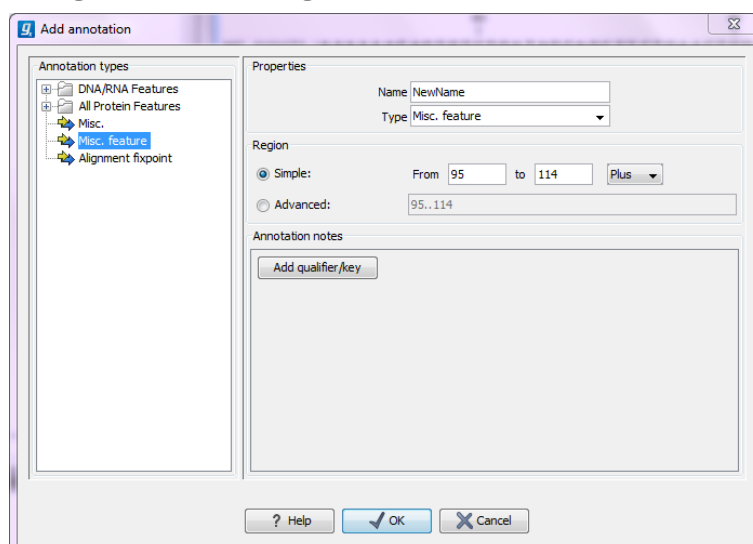 Add annotation
Annotation types
DNA/RNA Features
All Protein Features
Misc.
Misc. feature
Alignment fixpoint
Properties
Name NewName
Type Misc. feature
Region
Simple: From 95 to 114 Plus
Advanced: 95..114
Annotation notes
Add qualifier/key
? Help OK Cancel